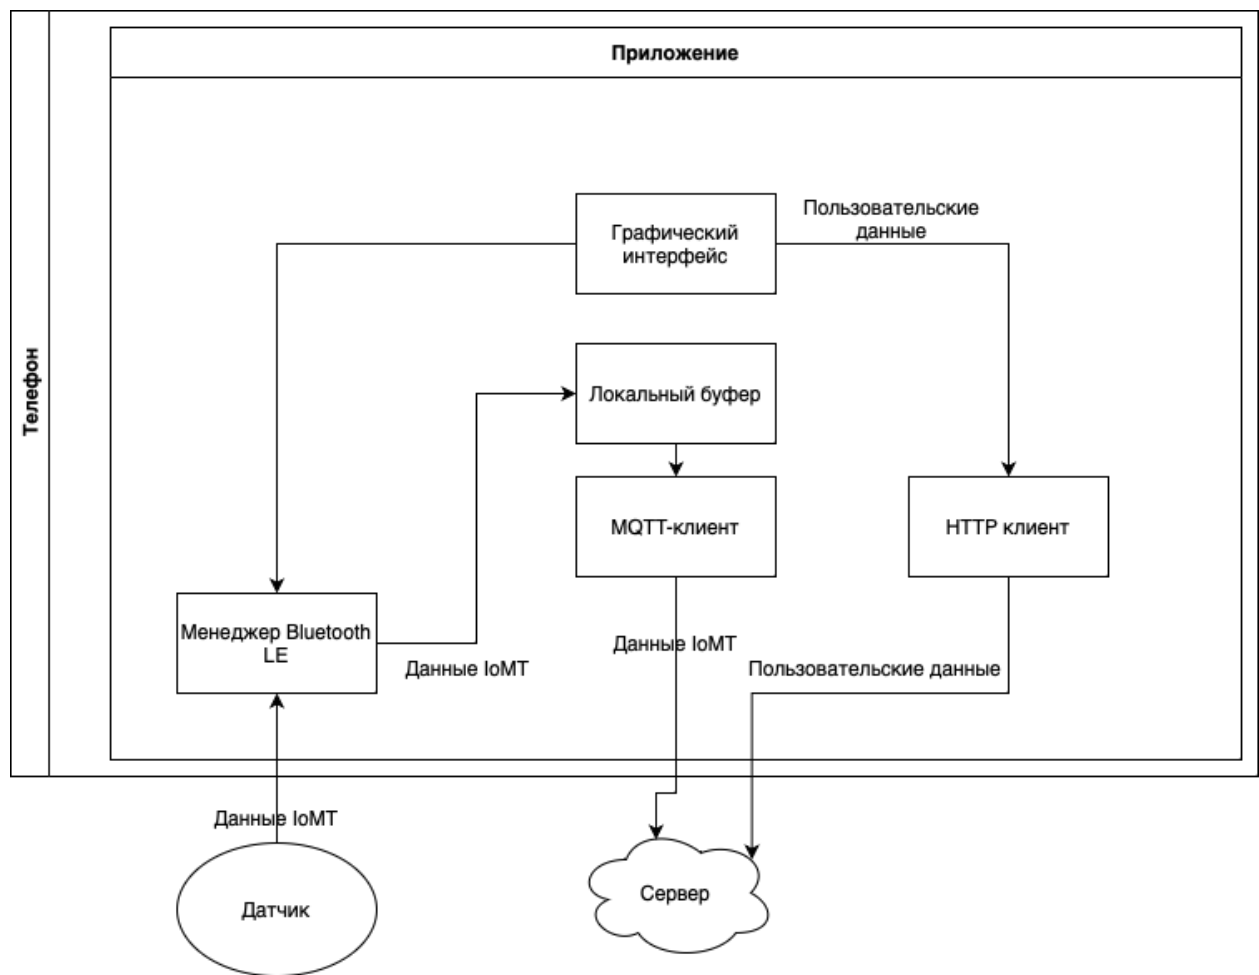 Приложение
Телефон
Графический
интерфейс
Пользовательские
данные
Локальный буфер
MQTT-клиент
HTTP клиент
Менеджер Bluetooth
LE
Данные IoMT
Данные IoMT
Пользовательские данные
Данные IoMT
Датчик
Сервер